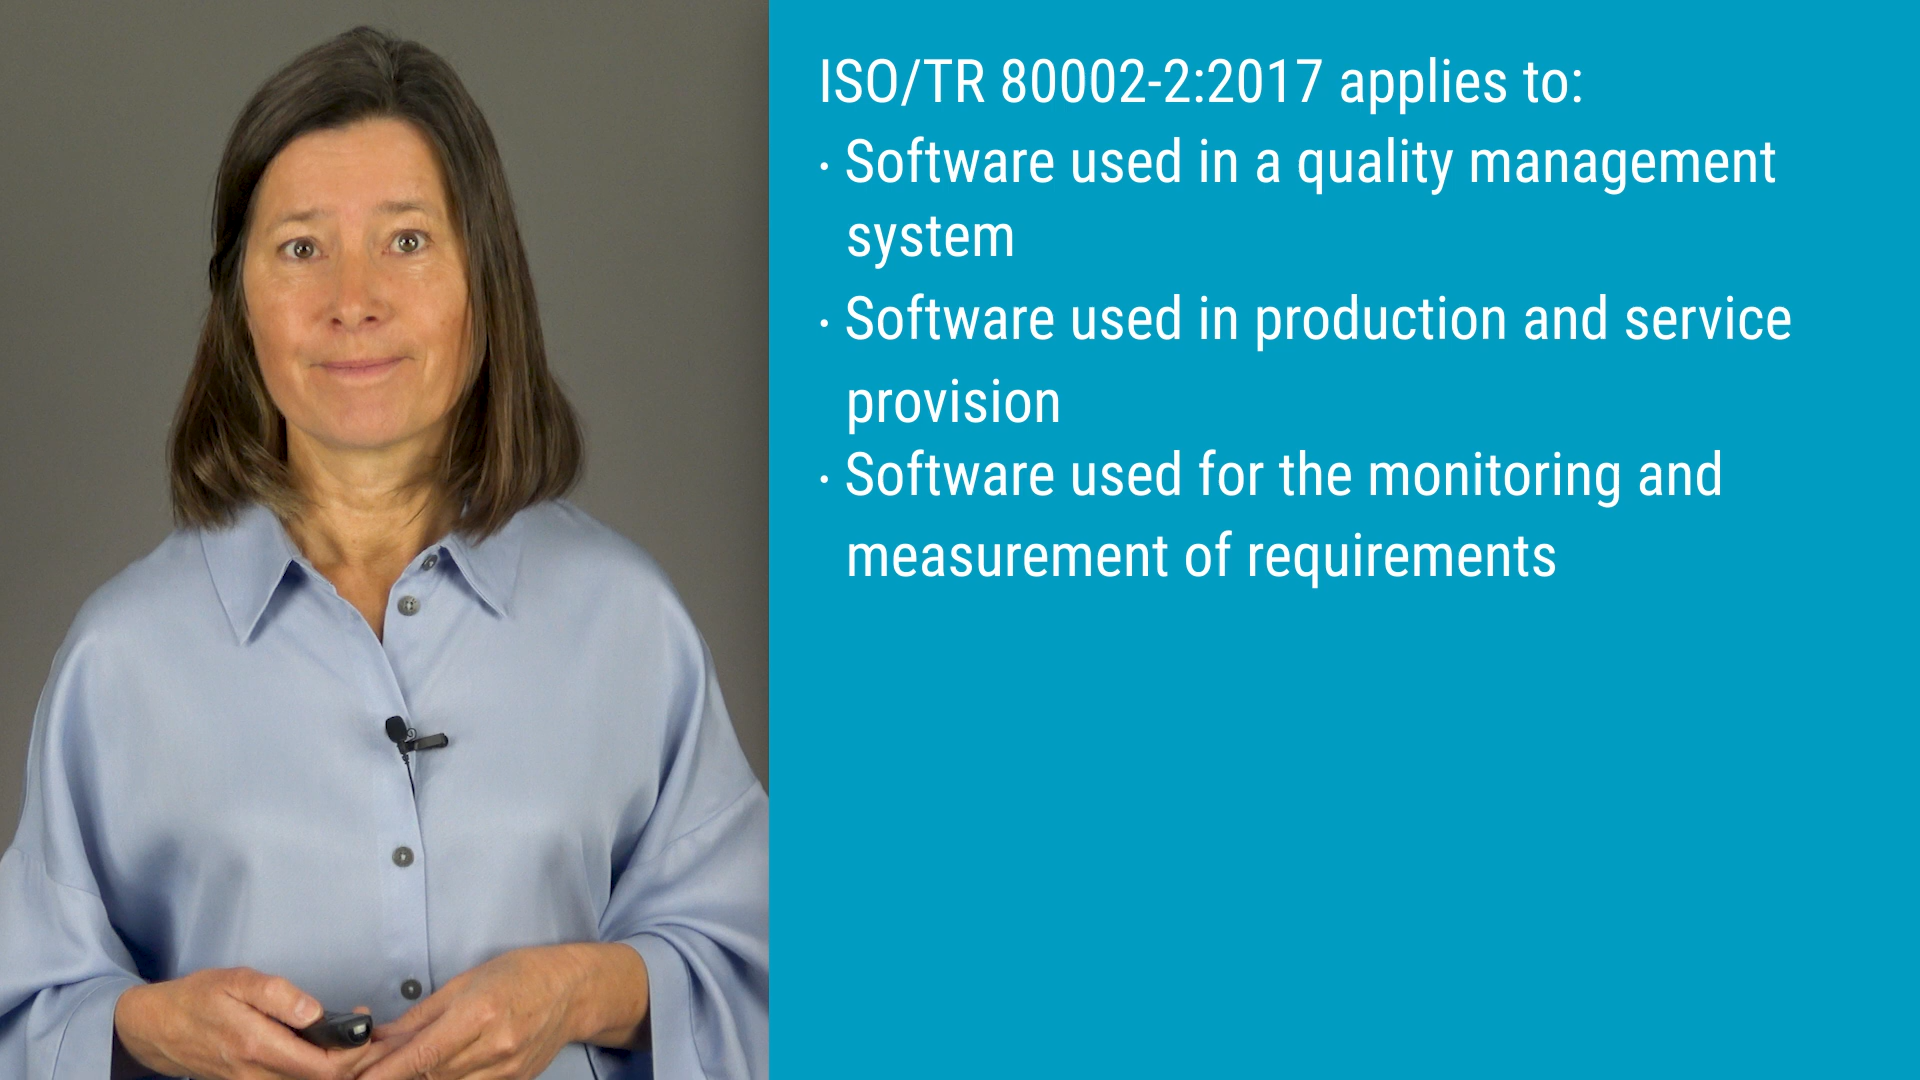 ISO/TR 80002-2:2017 applies to:
· Software used in a quality management
system
· Software used in production and service
provision
· Software used for the monitoring and
measurement of requirements